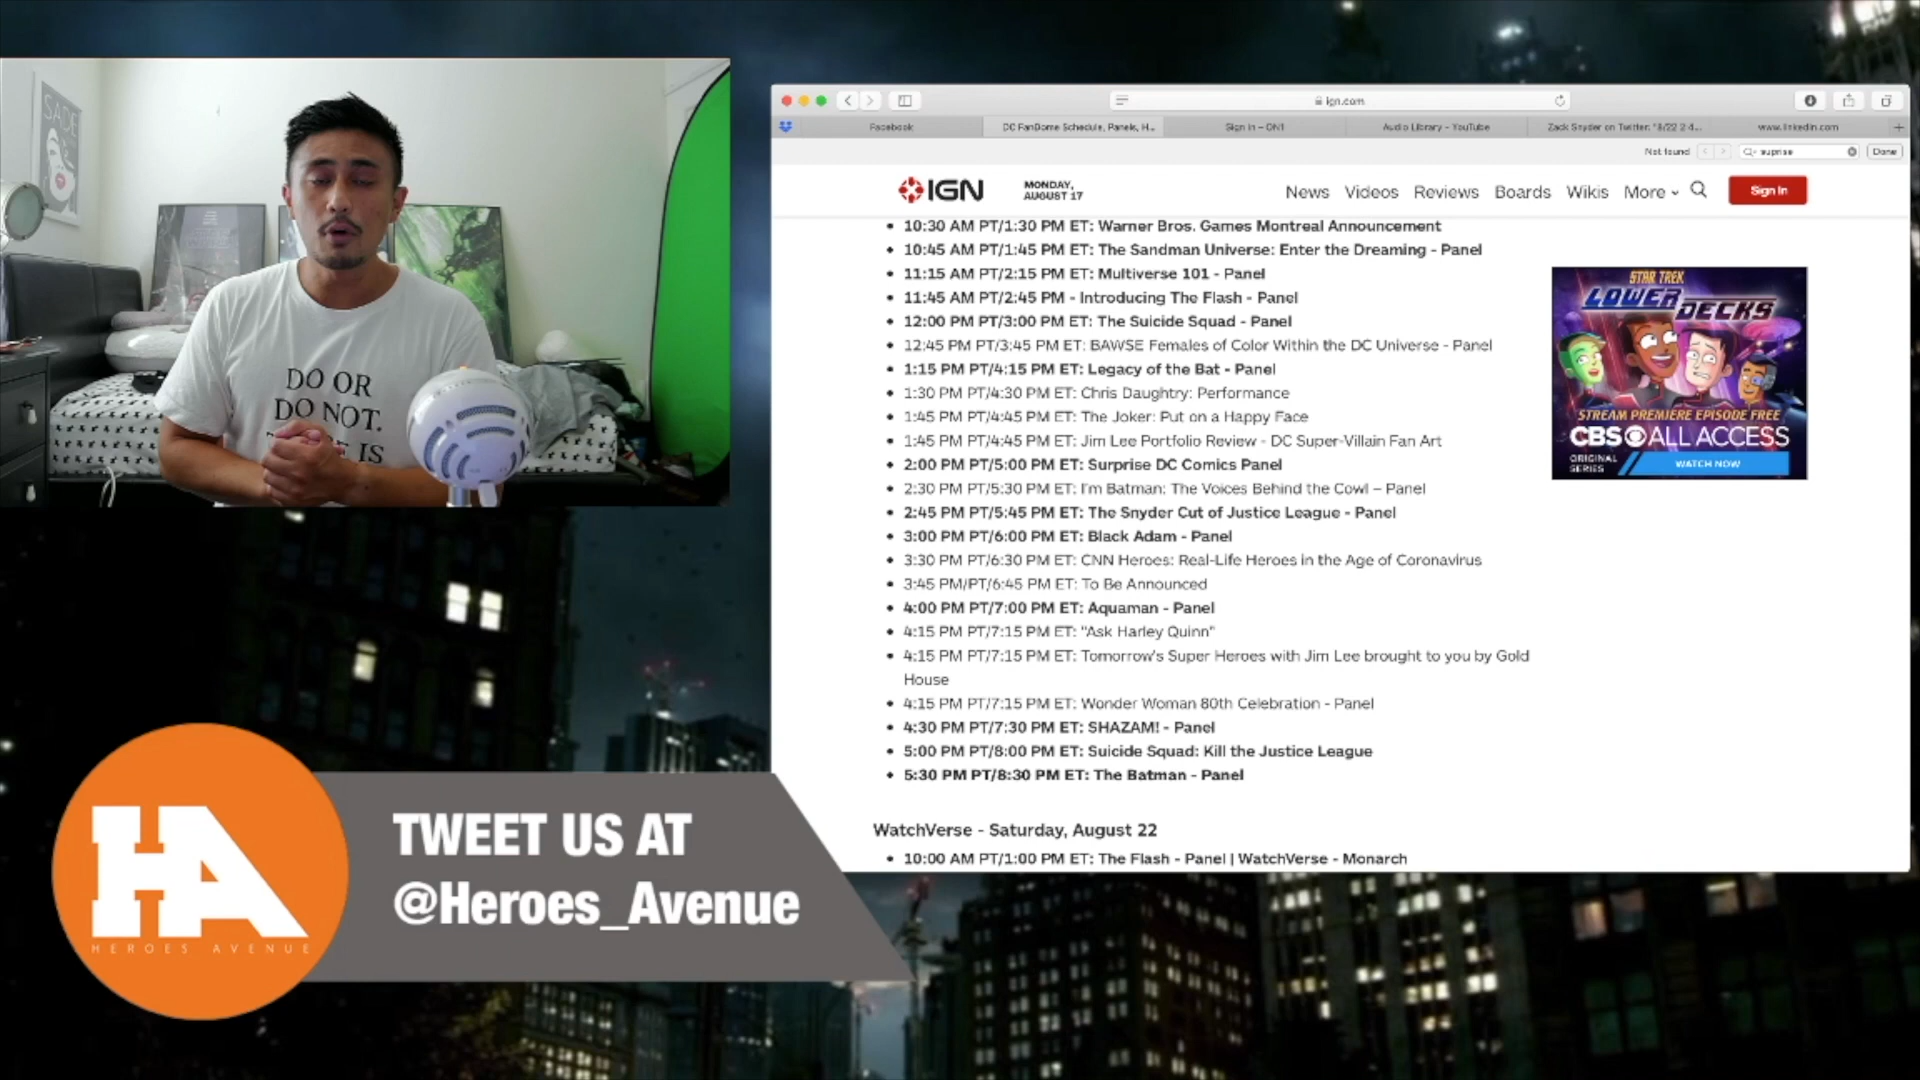 SADE
DO OR
DO NOT.
IS
ign.com
Facebook
DC FanDome Schedule, Panels, H...
Sign In – ON1
Audio Library - YouTube
Zack Snyder on Twitter: "8/22 2:4...
www.linkedin.com
Not found
suprise
Done
IGN
MONDAY,
AUGUST 17
News Videos Reviews Boards Wikis More
Sign In
• 10:30 AM PT/1:30 PM ET: Warner Bros. Games Montreal Announcement
• 10:45 AM PT/1:45 PM ET: The Sandman Universe: Enter the Dreaming - Panel
• 11:15 AM PT/2:15 PM ET: Multiverse 101 - Panel
• 11:45 AM PT/2:45 PM - Introducing The Flash - Panel
• 12:00 PM PT/3:00 PM ET: The Suicide Squad - Panel
• 12:45 PM PT/3:45 PM ET: BAWSE Females of Color Within the DC Universe - Panel
• 1:15 PM PT/4:15 PM ET: Legacy of the Bat - Panel
• 1:30 PM PT/4:30 PM ET: Chris Daughtry: Performance
• 1:45 PM PT/4:45 PM ET: The Joker: Put on a Happy Face
• 1:45 PM PT/4:45 PM ET: Jim Lee Portfolio Review - DC Super-Villain Fan Art
• 2:00 PM PT/5:00 PM ET: Surprise DC Comics Panel
• 2:30 PM PT/5:30 PM ET: I'm Batman: The Voices Behind the Cowl – Panel
• 2:45 PM PT/5:45 PM ET: The Snyder Cut of Justice League - Panel
• 3:00 PM PT/6:00 PM ET: Black Adam - Panel
• 3:30 PM PT/6:30 PM ET: CNN Heroes: Real-Life Heroes in the Age of Coronavirus
• 3:45 PM/PT/6:45 PM ET: To Be Announced
• 4:00 PM PT/7:00 PM ET: Aquaman - Panel
• 4:15 PM PT/7:15 PM ET: "Ask Harley Quinn"
• 4:15 PM PT/7:15 PM ET: Tomorrow's Super Heroes with Jim Lee brought to you by Gold
House
• 4:15 PM PT/7:15 PM ET: Wonder Woman 80th Celebration - Panel
• 4:30 PM PT/7:30 PM ET: SHAZAM! - Panel
• 5:00 PM PT/8:00 PM ET: Suicide Squad: Kill the Justice League
• 5:30 PM PT/8:30 PM ET: The Batman - Panel
WatchVerse - Saturday, August 22
• 10:00 AM PT/1:00 PM ET: The Flash - Panel | WatchVerse - Monarch
STAR TREK
LOWER DECKS
STREAM PREMIERE EPISODE FREE
CBS ALL ACCESS
ORIGINAL
SERIES
WATCH NOW
HA
HEROES AVENUE
TWEET US AT
@Heroes_Avenue